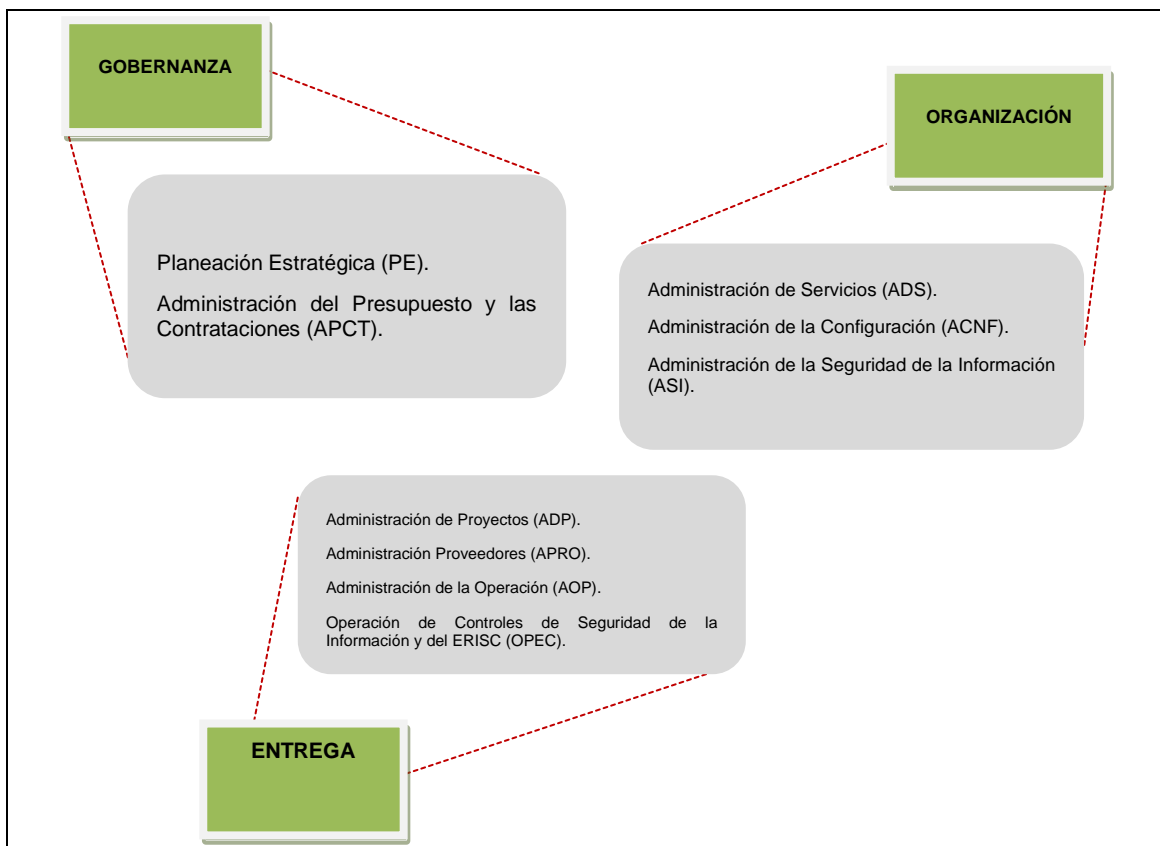 GOBERNANZA
Planeación Estratégica (PE).
Administración del Presupuesto y las
Contrataciones (APCT).
ORGANIZACIÓN
Administración de Servicios (ADS).
Administración de la Configuración (ACNF).
Administración de la Seguridad de la Información
(ASI).
Administración de Proyectos (ADP).
Administración Proveedores (APRO).
Administración de la Operación (AOP).
Operación de Controles de Seguridad de la
Información y del ERISC (OPEC).
ENTREGA